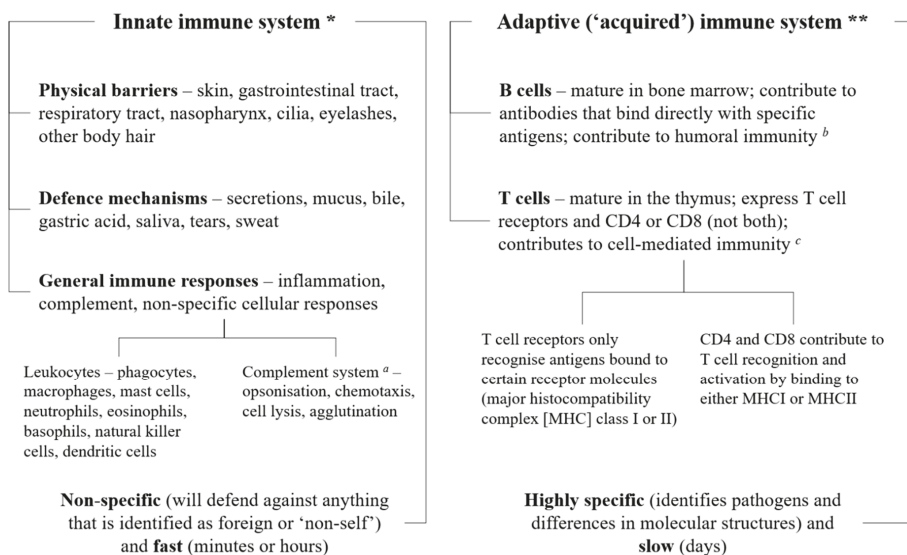 Innate immune system *
Physical barriers – skin, gastrointestinal tract,
respiratory tract, nasopharynx, cilia, eyelashes,
other body hair
Defence mechanisms – secretions, mucus, bile,
gastric acid, saliva, tears, sweat
General immune responses – inflammation,
complement, non-specific cellular responses
Leukocytes – phagocytes,
macrophages, mast cells,
neutrophils, eosinophils,
basophils, natural killer
cells, dendritic cells
Complement system a –
opsonisation, chemotaxis,
cell lysis, agglutination
Non-specific (will defend against anything
that is identified as foreign or ‘non-self’)
and fast (minutes or hours)
Adaptive (‘acquired’) immune system **
B cells – mature in bone marrow; contribute to
antibodies that bind directly with specific
antigens; contribute to humoral immunity b
T cells – mature in the thymus; express T cell
receptors and CD4 or CD8 (not both);
contributes to cell-mediated immunity c
T cell receptors only
recognise antigens bound to
certain receptor molecules
(major histocompatibility
complex [MHC] class I or II)
CD4 and CD8 contribute to
T cell recognition and
activation by binding to
either MHCI or MHCII
Highly specific (identifies pathogens and
differences in molecular structures) and
slow (days)